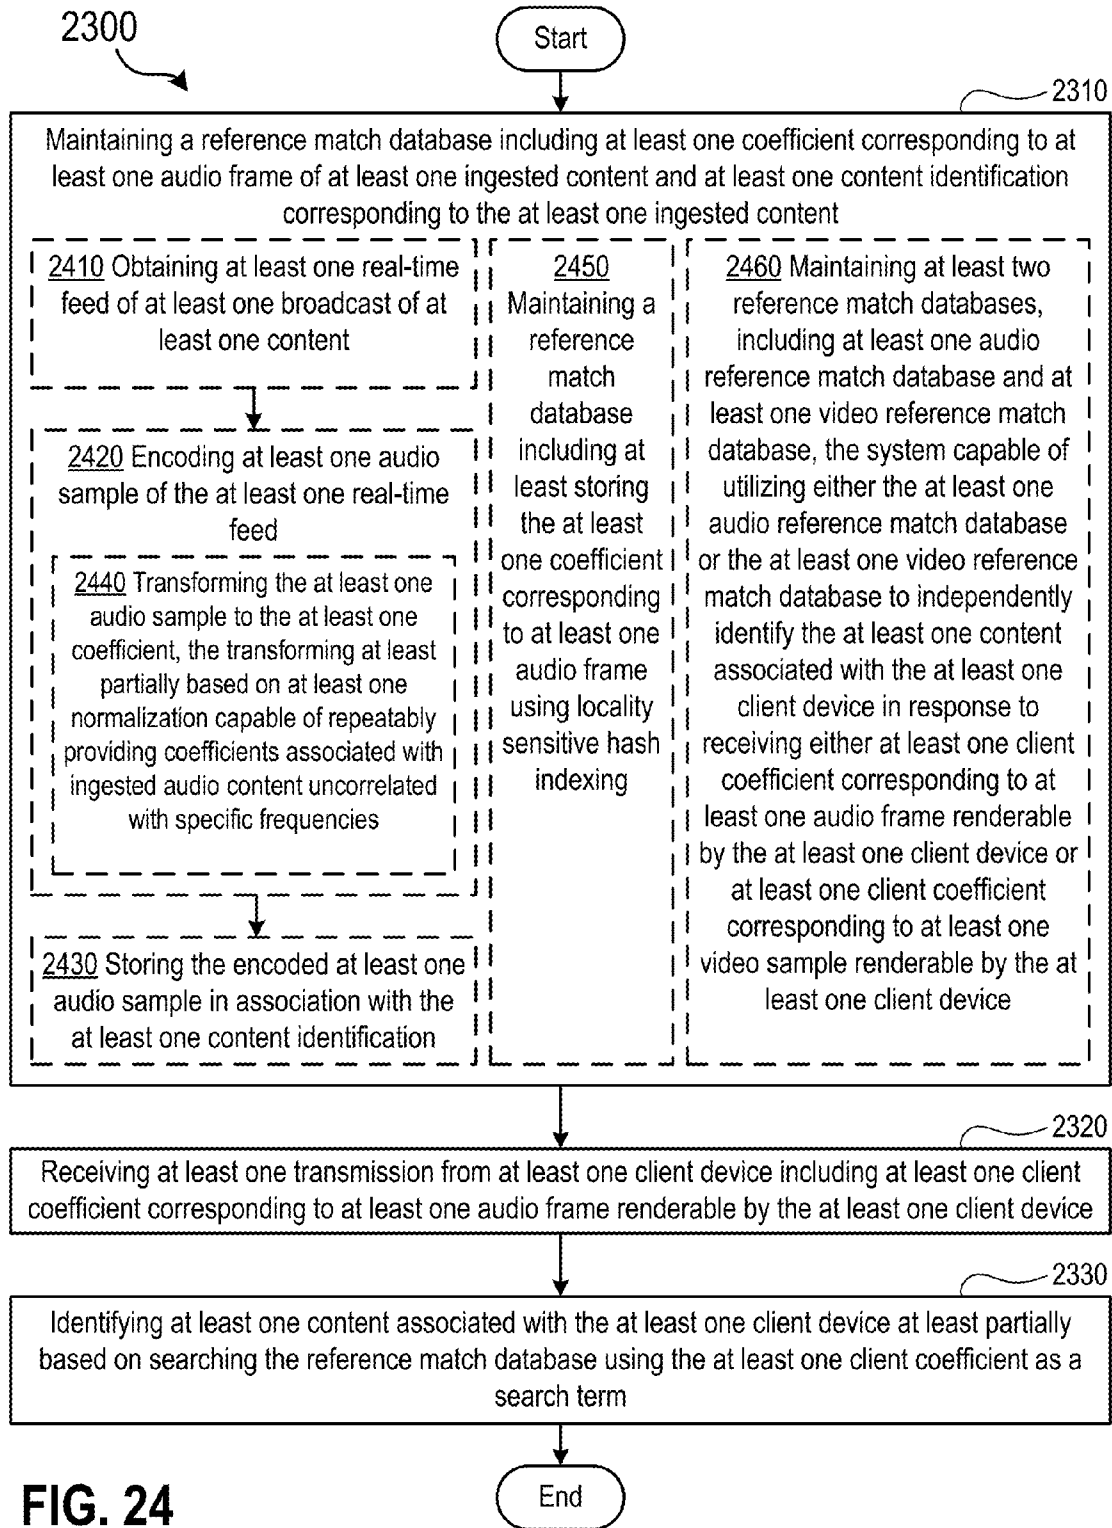 2300
Start
2310
Maintaining a reference match database including at least one coefficient corresponding to at
least one audio frame of at least one ingested content and at least one content identification
corresponding to the at least one ingested content
2410 Obtaining at least one real-time
feed of at least one broadcast of at
least one content
2420 Encoding at least one audio
sample of the at least one real-time
feed
2440 Transforming the at least one
audio sample to the at least one
coefficient, the transforming at least
partially based on at least one
normalization capable of repeatably
providing coefficients associated with
ingested audio content uncorrelated
with specific frequencies
2430 Storing the encoded at least one
audio sample in association with the
at least one content identification
2450
Maintaining a
reference
match
database
including at
least storing
the at least
one coefficient
corresponding
to at least one
audio frame
using locality
sensitive hash
indexing
2460 Maintaining at least two
reference match databases,
including at least one audio
reference match database and at
least one video reference match
database, the system capable of
utilizing either the at least one
audio reference match database
or the at least one video reference
match database to independently
identify the at least one content
associated with the at least one
client device in response to
receiving either at least one client
coefficient corresponding to at
least one audio frame renderable
by the at least one client device or
at least one client coefficient
corresponding to at least one
video sample renderable by the at
least one client device
2320
Receiving at least one transmission from at least one client device including at least one client
coefficient corresponding to at least one audio frame renderable by the at least one client device
2330
Identifying at least one content associated with the at least one client device at least partially
based on searching the reference match database using the at least one client coefficient as a
search term
End
FIG. 24